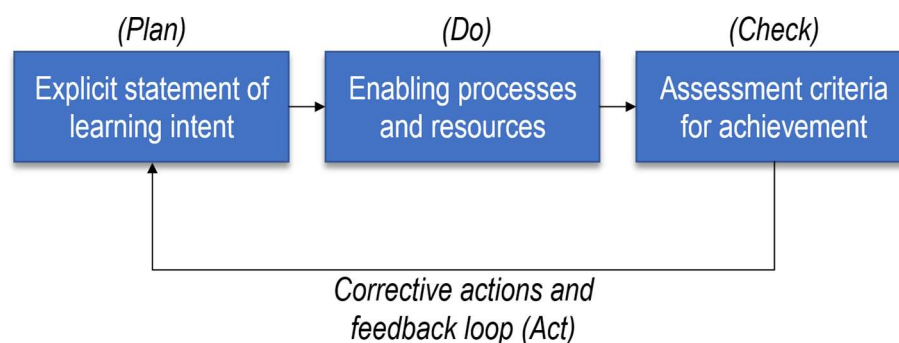 (Plan)
(Do)
(Check)
Explicit statement of
learning intent
Enabling processes
and resources
Assessment criteria
for achievement
Corrective actions and
feedback loop (Act)